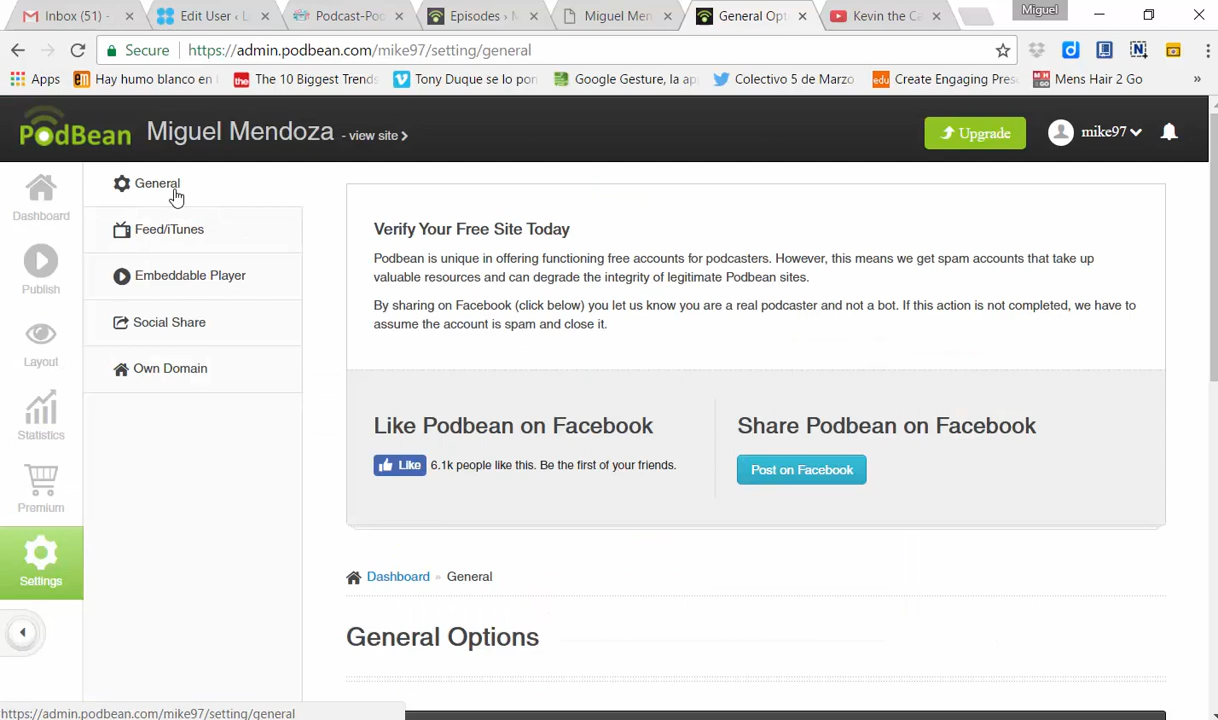 Inbox (15) -
Edit User ‹ L
Podcast-Pod
Episodes › M
Miguel Men
General Opt
Kevin the Ca
Miguel
Secure
https://admin.podbean.com/mike97/setting/general
Apps
Hay humo blanco en
The 10 Biggest Trends
Tony Duque se lo pon
Google Gesture, la ap
Colectivo 5 de Marzo
Create Engaging Pres
Mens Hair 2 Go
»
PodBean
Miguel Mendoza - view site
Upgrade
mike97
Dashboard
Publish
Layout
Statistics
Premium
Settings
General
Feed/iTunes
Embeddable Player
Social Share
Own Domain
Verify Your Free Site Today
Podbean is unique in offering functioning free accounts for podcasters. However, this means we get spam accounts that take up
valuable resources and can degrade the integrity of legitimate Podbean sites.
By sharing on Facebook (click below) you let us know you are a real podcaster and not a bot. If this action is not completed, we have to
assume the account is spam and close it.
Like Podbean on Facebook
Like 6.1k people like this. Be the first of your friends.
Share Podbean on Facebook
Post on Facebook
Dashboard » General
General Options
https://admin.podbean.com/mike97/setting/general